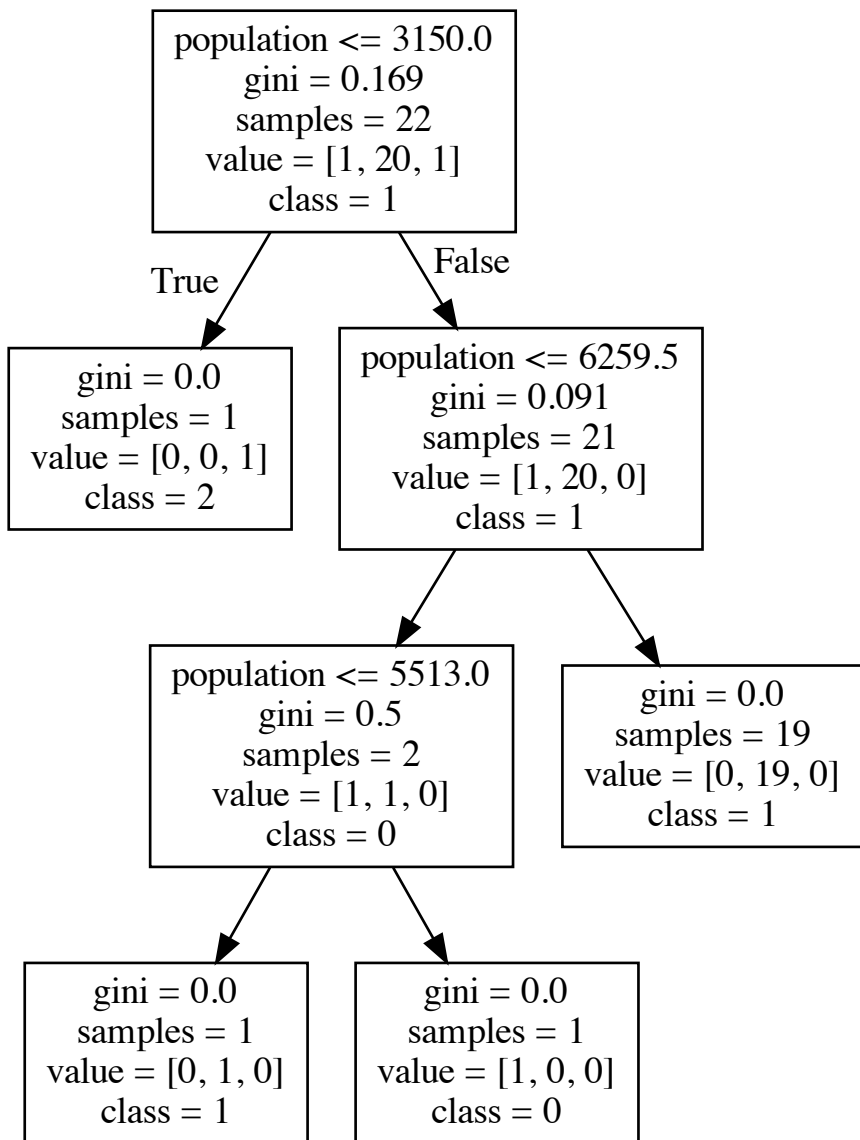 population <= 3150.0
gini = 0.169
samples = 22
value = [1, 20, 1]
class = 1
True
False
gini = 0.0
samples = 1
value = [0, 0, 1]
class = 2
population <= 6259.5
gini = 0.091
samples = 21
value = [1, 20, 0]
class = 1
population <= 5513.0
gini = 0.5
samples = 2
value = [1, 1, 0]
class = 0
gini = 0.0
samples = 19
value = [0, 19, 0]
class = 1
gini = 0.0
samples = 1
value = [0, 1, 0]
class = 1
gini = 0.0
samples = 1
value = [1, 0, 0]
class = 0